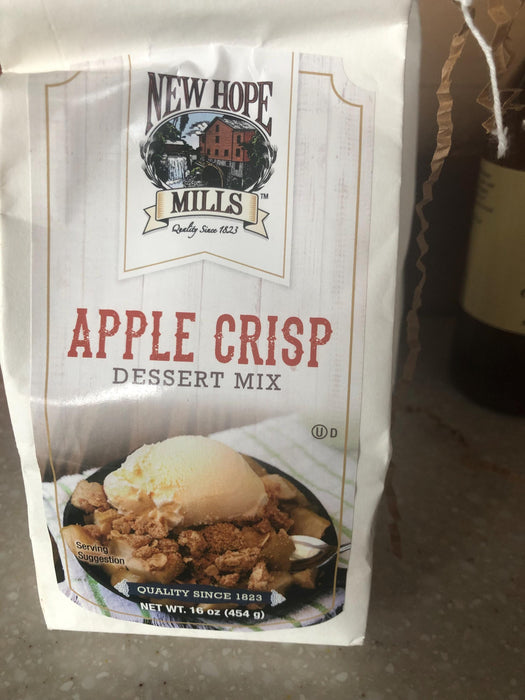 NEW HOPE
MILLS™
Quality Since 1823
APPLE CRISP
DESSERT MIX
Ⓤ D
Serving
Suggestion
QUALITY SINCE 1823
NET WT. 16 oz (454 g)